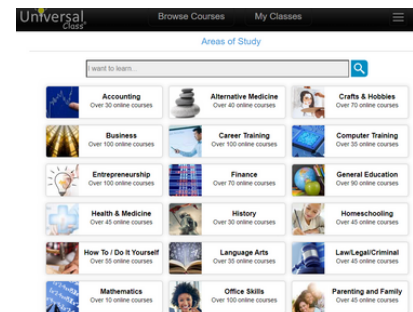 Universal
Class
Browse Courses
My Classes
Areas of Study
I want to learn...
Accounting
Over 30 online courses
Alternative Medicine
Over 40 online courses
Crafts & Hobbies
Over 70 online courses
Business
Over 100 online courses
Career Training
Over 100 online courses
Computer Training
Over 35 online courses
Entrepreneurship
Over 100 online courses
Finance
Over 70 online courses
General Education
Over 90 online courses
Health & Medicine
Over 45 online courses
History
Over 30 online courses
Homeschooling
Over 45 online courses
How To / Do It Yourself
Over 55 online courses
Language Arts
Over 35 online courses
Law/Legal/Criminal
Over 45 online courses
Mathematics
Over 10 online courses
Office Skills
Over 100 online courses
Parenting and Family
Over 45 online courses